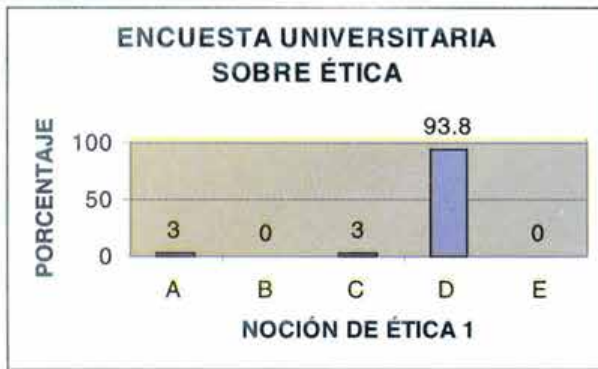 ENCUESTA UNIVERSITARIA
SOBRE ÉTICA
PORCENTAJE
100
50
0
3
0
3
93.8
0
A B C D E
NOCIÓN DE ÉTICA 1